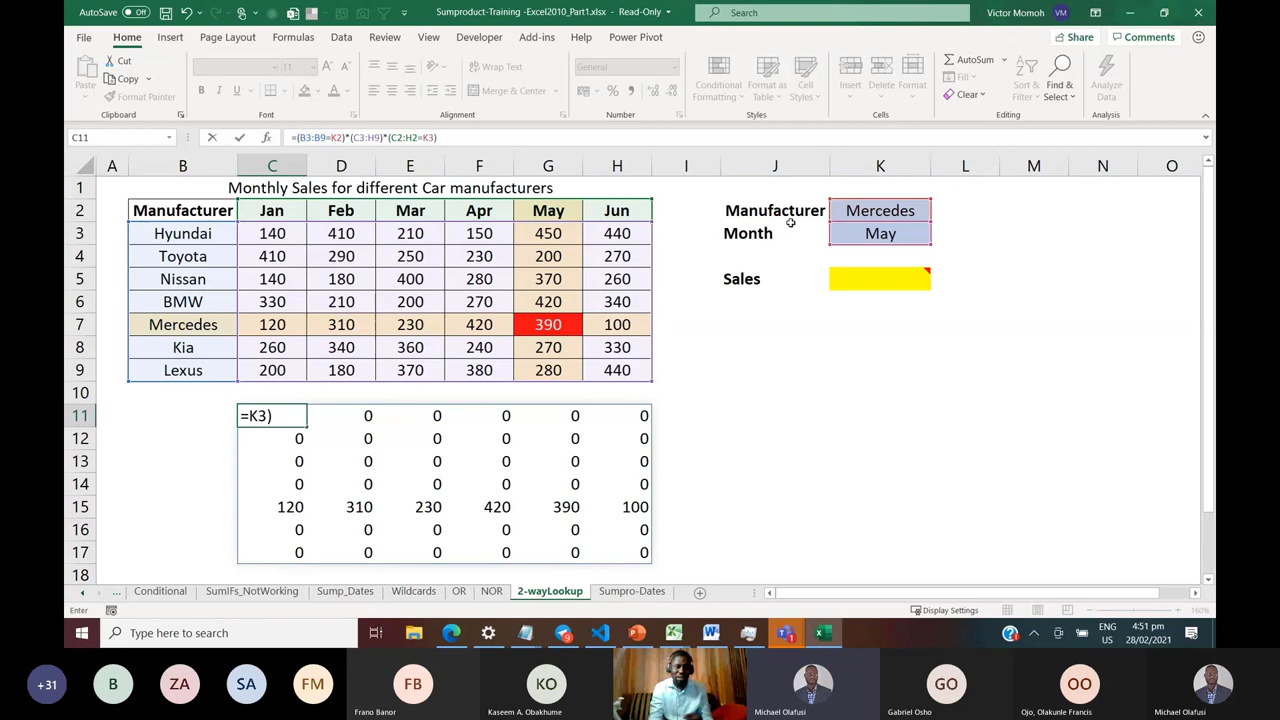 AutoSave Off
Sumproduct-Training -Excel2010_Part1.xlsx - Read-Only
Search
Victor Momoh VM
File Home Insert Page Layout Formulas Data Review View Developer Add-ins Help Power Pivot
Share Comments
Paste
Cut
Copy
Format Painter
Clipboard
11
B I U
Font
Wrap Text
Merge & Center
Alignment
General
Number
Conditional Formatting
Format as Table
Cell Styles
Styles
Insert Delete Format
Cells
AutoSum
Fill
Clear
Sort & Filter
Find & Select
Editing
Analyze Data
Analysis
C11 fx =(B3:B9=K2)*(C3:H9)*(C2:H2=K3)
A B C D E F G H I J K L M N O
1 Monthly Sales for different Car manufacturers
2 Manufacturer Jan Feb Mar Apr May Jun Manufacturer Mercedes
3 Hyundai 140 410 210 150 450 440 Month May
4 Toyota 410 290 250 230 200 270
5 Nissan 140 180 400 280 370 260 Sales
6 BMW 330 210 200 270 420 340
7 Mercedes 120 310 230 420 390 100
8 Kia 260 340 360 240 270 330
9 Lexus 200 180 370 380 280 440
10
11 =K3) 0 0 0 0 0
12 0 0 0 0 0 0
13 0 0 0 0 0 0
14 0 0 0 0 0 0
15 120 310 230 420 390 100
16 0 0 0 0 0 0
17 0 0 0 0 0 0
18
... Conditional SumIFs_NotWorking Sump_Dates Wildcards OR NOR 2-wayLookup Sumpro-Dates
Enter Display Settings 160%
Type here to search
ENG
US
4:51 pm
28/02/2021
+31 B ZA SA FM FB KO GO OO
Frano Banor Kaseem A. Obakhume Michael Olafusi Gabriel Osho Ojo, Olakunle Francis Michael Olafusi